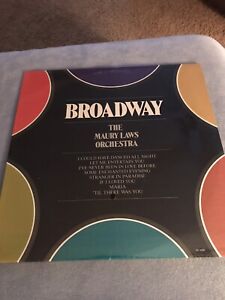 BROADWAY
THE
MAURY LAWS
ORCHESTRA
I COULD HAVE DANCED ALL NIGHT
LET ME ENTERTAIN YOU
I'VE NEVER BEEN IN LOVE BEFORE
SOME ENCHANTED EVENING
STRANGER IN PARADISE
IF I LOVED YOU
MARIA
'TIL THERE WAS YOU